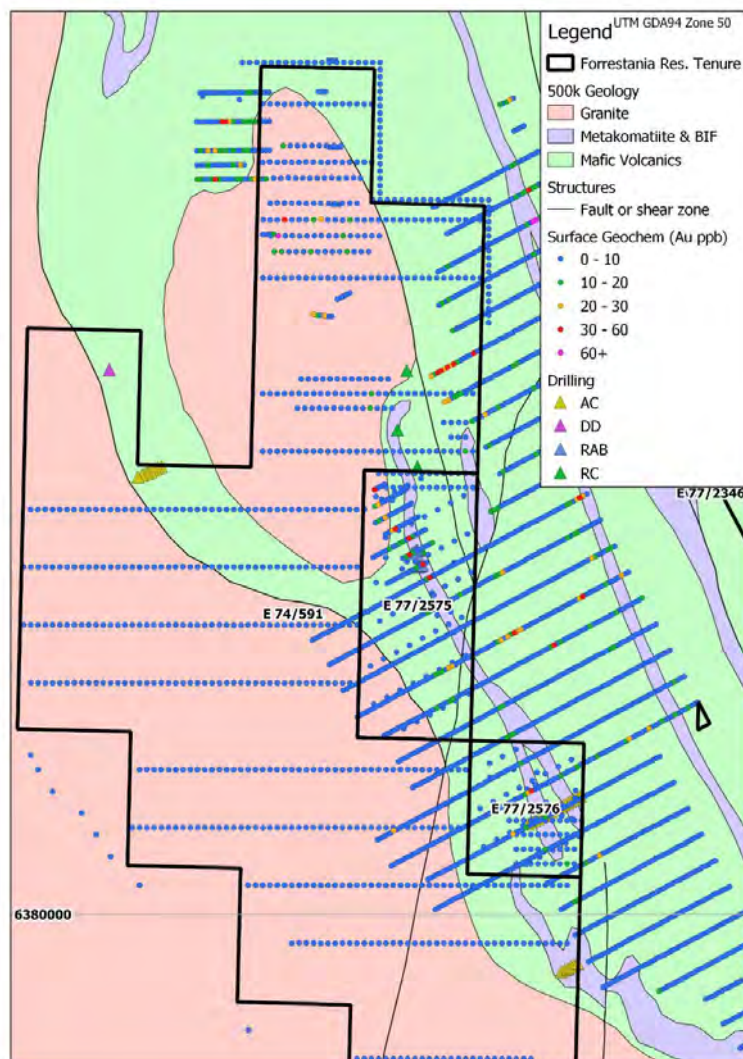 Legend UTM GDA94 Zone 50
Forrestania Res. Tenure
500k Geology
Granite
Metakomatiite & BIF
Mafic Volcanics
Structures
Fault or shear zone
Surface Geochem (Au ppb)
0 - 10
10 - 20
20 - 30
30 - 60
60+
Drilling
AC
DD
RAB
RC
E 77/2346
E 74/591
E 77/2575
E 77/2576
6380000